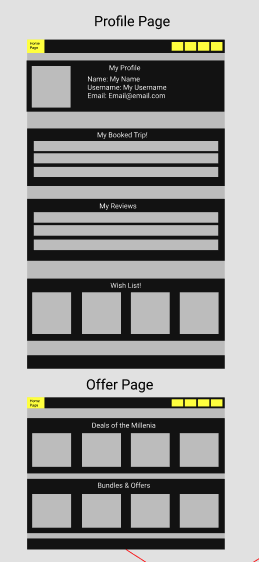 Profile Page
Home
Page
My Profile
Name: My Name
Username: My Username
Email: Email@email.com
My Booked Trip!
My Reviews
Wish List!
Offer Page
Home
Page
Deals of the Millenia
Bundles & Offers